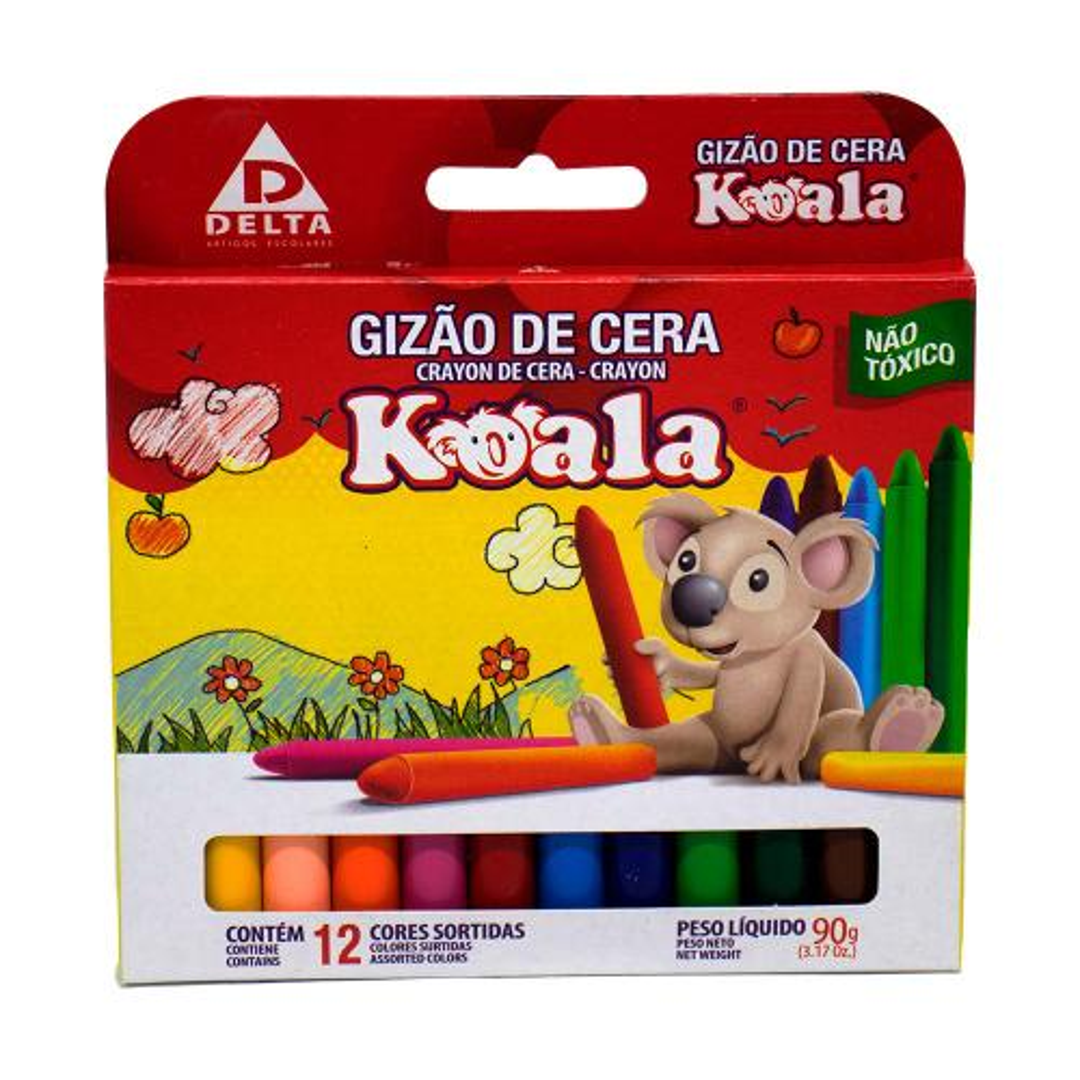 D
DELTA
ARTIGOS ESCOLARES
GIZÃO DE CERA
Koala
GIZÃO DE CERA
CRAYON DE CERA - CRAYON
Koala®
NÃO
TÓXICO
CONTÉM 12 CORES SORTIDAS
CONTIENE COLORES SURTIDAS
CONTAINS ASSORTED COLORS
PESO LÍQUIDO 90g
PESO NETO
NET WEIGHT (3.17 Oz.)